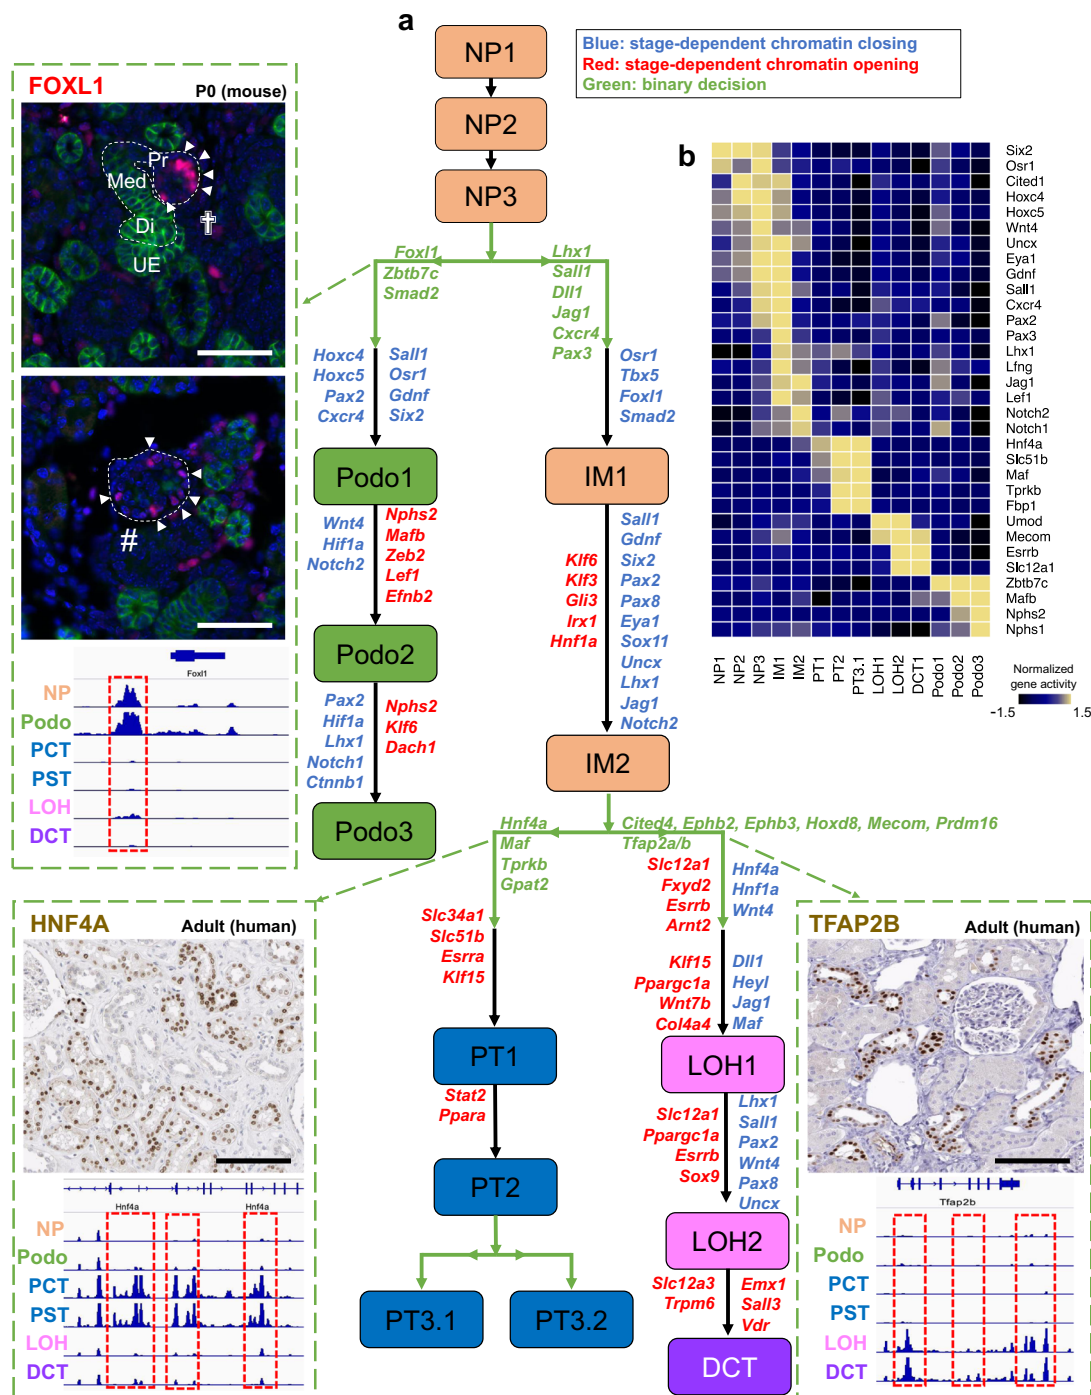 a
NP1
NP2
NP3
Blue: stage-dependent chromatin closing
Red: stage-dependent chromatin opening
Green: binary decision
FOXL1
P0 (mouse)
Pr
Med
Di
UE
✝
#
Foxl1
NP
Podo
PCT
PST
LOH
DCT
Foxl1
Zbtb7c
Smad2
Lhx1
Sall1
Dll1
Jag1
Cxcr4
Pax3
Hoxc4
Hoxc5
Pax2
Cxcr4
Sall1
Osr1
Gdnf
Six2
Osr1
Tbx5
Foxl1
Smad2
Podo1
IM1
Wnt4
Hif1a
Notch2
Nphs2
Mafb
Zeb2
Lef1
Efnb2
Klf6
Klf3
Gli3
Irx1
Hnf1a
Sall1
Gdnf
Six2
Pax2
Pax8
Eya1
Sox11
Uncx
Lhx1
Jag1
Notch2
Podo2
Pax2
Hif1a
Lhx1
Notch1
Ctnnb1
Nphs2
Klf6
Dach1
Podo3
IM2
b
Six2
Osr1
Cited1
Hoxc4
Hoxc5
Wnt4
Uncx
Eya1
Gdnf
Sall1
Cxcr4
Pax2
Pax3
Lhx1
Lfng
Jag1
Lef1
Notch2
Notch1
Hnf4a
Slc51b
Maf
Tprkb
Fbp1
Umod
Mecom
Esrrb
Slc12a1
Zbtb7c
Mafb
Nphs2
Nphs1
NP1
NP2
NP3
IM1
IM2
PT1
PT2
PT3.1
LOH1
LOH2
DCT1
Podo1
Podo2
Podo3
Normalized
gene activity
-1.5 1.5
Hnf4a
Maf
Tprkb
Gpat2
Cited4, Ephb2, Ephb3, Hoxd8, Mecom, Prdm16
Tfap2a/b
Slc34a1
Slc51b
Esrra
Klf15
Slc12a1
Fxyd2
Esrrb
Arnt2
Hnf4a
Hnf1a
Wnt4
Klf15
Ppargc1a
Wnt7b
Col4a4
Dll1
Heyl
Jag1
Maf
PT1
LOH1
Stat2
Ppara
Slc12a1
Ppargc1a
Esrrb
Sox9
Lhx1
Sall1
Pax2
Wnt4
Pax8
Uncx
PT2
LOH2
Slc12a3
Trpm6
Emx1
Sall3
Vdr
PT3.1
PT3.2
DCT
HNF4A
Adult (human)
Hnf4a
Hnf4a
NP
Podo
PCT
PST
LOH
DCT
TFAP2B
Adult (human)
Tfap2b
NP
Podo
PCT
PST
LOH
DCT